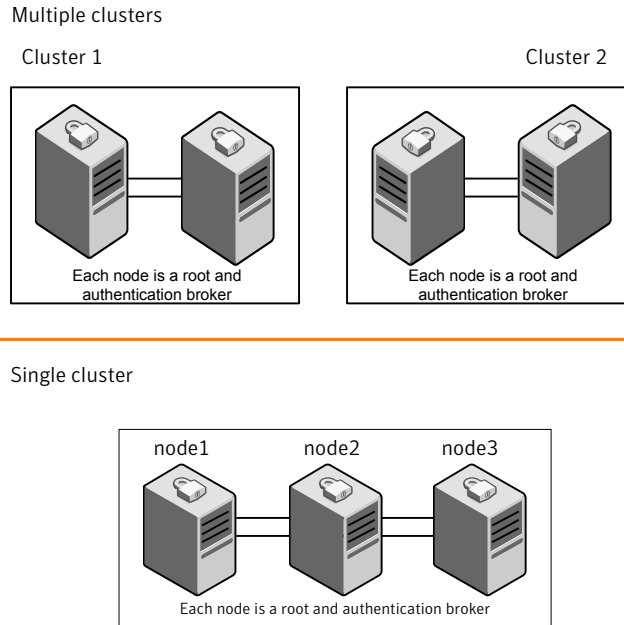 Multiple clusters
Cluster 1
Cluster 2
Each node is a root and
authentication broker
Each node is a root and
authentication broker
Single cluster
node1
node2
node3
Each node is a root and authentication broker